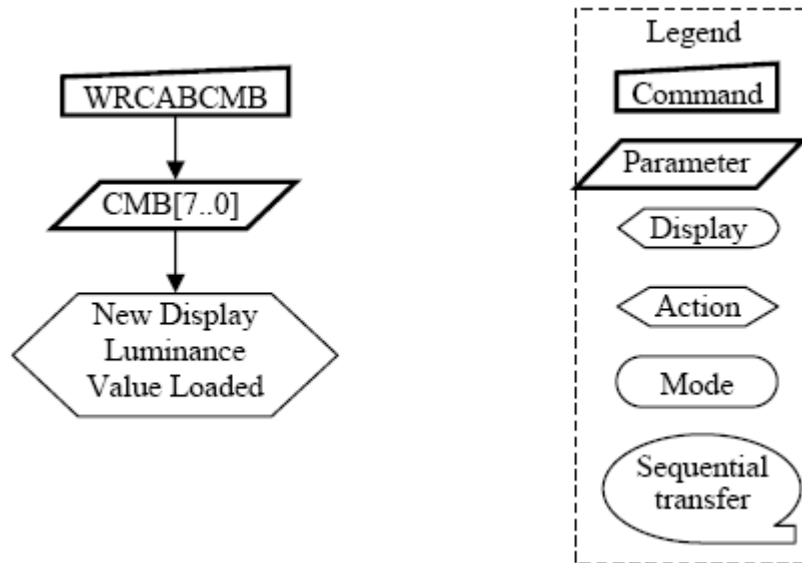 WRCABCMB
CMB[7..0]
New Display
Luminance
Value Loaded
Legend
Command
Parameter
Display
Action
Mode
Sequential
transfer